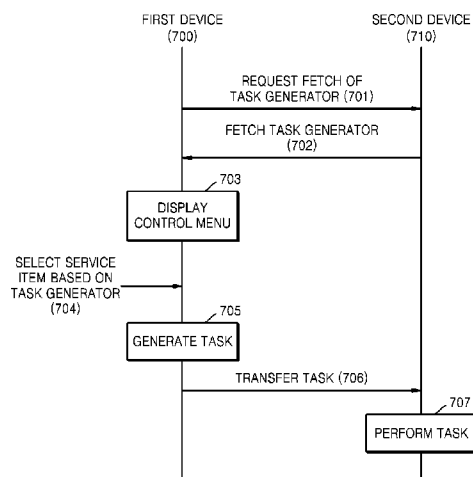 FIRST DEVICE
(700)
SECOND DEVICE
(710)
REQUEST FETCH OF
TASK GENERATOR (701)
FETCH TASK GENERATOR
(702)
703
DISPLAY
CONTROL MENU
SELECT SERVICE
ITEM BASED ON
TASK GENERATOR
(704)
705
GENERATE TASK
TRANSFER TASK (706)
707
PERFORM TASK